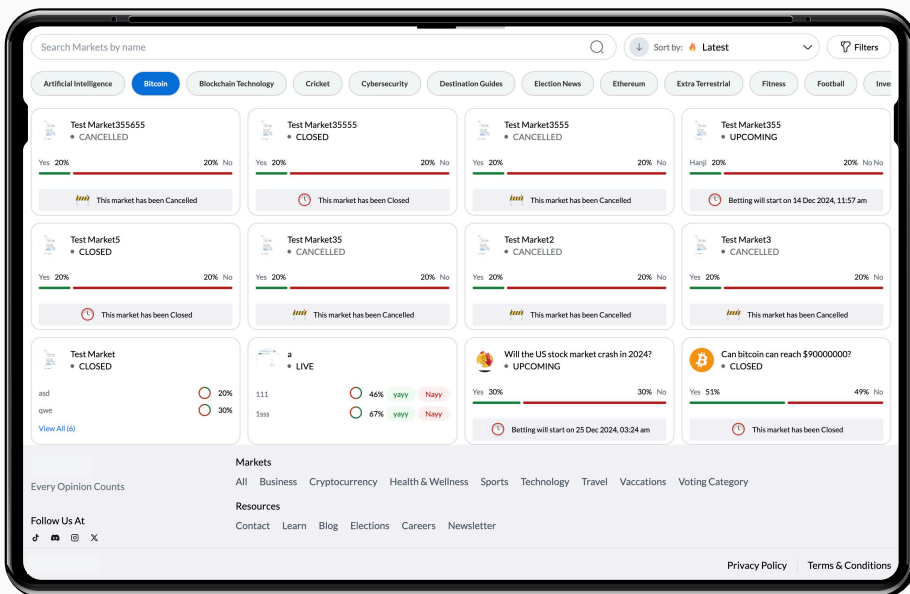 Search Markets by name
Sort by: 🔥 Latest
Filters
Artificial Intelligence Bitcoin Blockchain Technology Cricket Cybersecurity Destination Guides Election News Ethereum Extra Terrestrial Fitness Football Inve
Test Market355655
• CANCELLED
Yes 20% 20% No
This market has been Cancelled
Test Market35555
• CLOSED
Yes 20% 20% No
This market has been Closed
Test Market3555
• CANCELLED
Yes 20% 20% No
This market has been Cancelled
Test Market355
• UPCOMING
Hanji 20% 20% No No
Betting will start on 14 Dec 2024, 11:57 am
Test Market5
• CLOSED
Yes 20% 20% No
This market has been Closed
Test Market35
• CANCELLED
Yes 20% 20% No
This market has been Cancelled
Test Market2
• CANCELLED
Yes 20% 20% No
This market has been Cancelled
Test Market3
• CANCELLED
Yes 20% 20% No
This market has been Cancelled
Test Market
• CLOSED
asd 20%
qwe 30%
View All (6)
a
• LIVE
111 46% yayy Nayy
1sss 67% yayy Nayy
Will the US stock market crash in 2024?
• UPCOMING
Yes 30% 30% No
Betting will start on 25 Dec 2024, 03:24 am
Can bitcoin can reach $90000000?
• CLOSED
Yes 51% 49% No
This market has been Closed
Every Opinion Counts
Follow Us At
Markets
All Business Cryptocurrency Health & Wellness Sports Technology Travel Vaccations Voting Category
Resources
Contact Learn Blog Elections Careers Newsletter
Privacy Policy Terms & Conditions